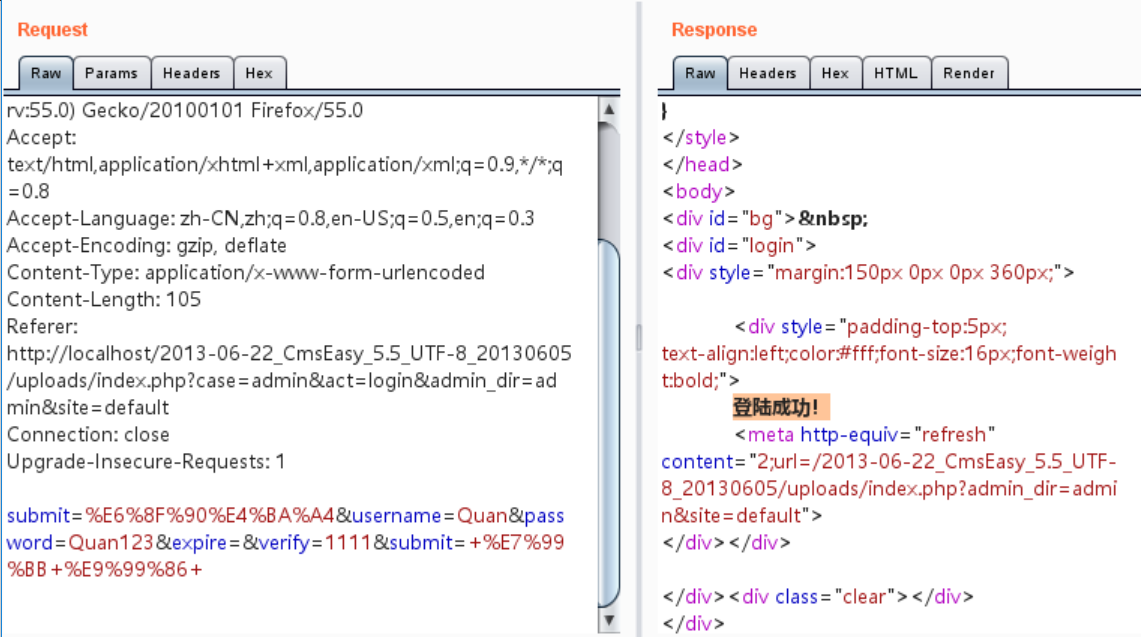 Request
Raw Params Headers Hex
rv:55.0) Gecko/20100101 Firefox/55.0
Accept:
text/html,application/xhtml+xml,application/xml;q=0.9,*/*;q
=0.8
Accept-Language: zh-CN,zh;q=0.8,en-US;q=0.5,en;q=0.3
Accept-Encoding: gzip, deflate
Content-Type: application/x-www-form-urlencoded
Content-Length: 105
Referer:
http://localhost/2013-06-22_CmsEasy_5.5_UTF-8_20130605
/uploads/index.php?case=admin&act=login&admin_dir=ad
min&site=default
Connection: close
Upgrade-Insecure-Requests: 1
submit=%E6%8F%90%E4%BA%A4&username=Quan&pass
word=Quan123&expire=&verify=1111&submit=+%E7%99
%BB+%E9%99%86+
Response
Raw Headers Hex HTML Render
}
</style>
</head>
<body>
<div id="bg">&nbsp;
<div id="login">
<div style="margin:150px 0px 0px 360px;">
<div style="padding-top:5px;
text-align:left;color:#fff;font-size:16px;font-weigh
t:bold;">
登陆成功!
<meta http-equiv="refresh"
content="2;url=/2013-06-22_CmsEasy_5.5_UTF-
8_20130605/uploads/index.php?admin_dir=admi
n&site=default">
</div></div>
</div><div class="clear"></div>
</div>